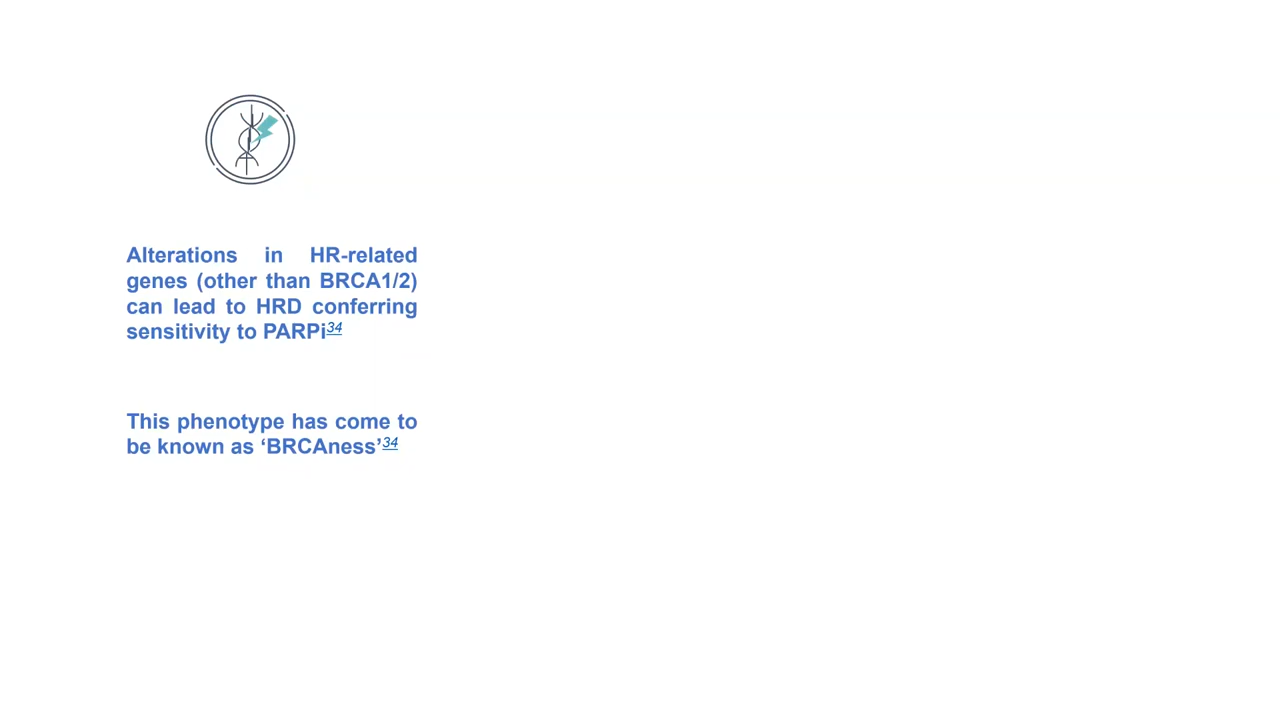 Alterations in HR-related
genes (other than BRCA1/2)
can lead to HRD conferring
sensitivity to PARPi34
This phenotype has come to
be known as ‘BRCAness’34